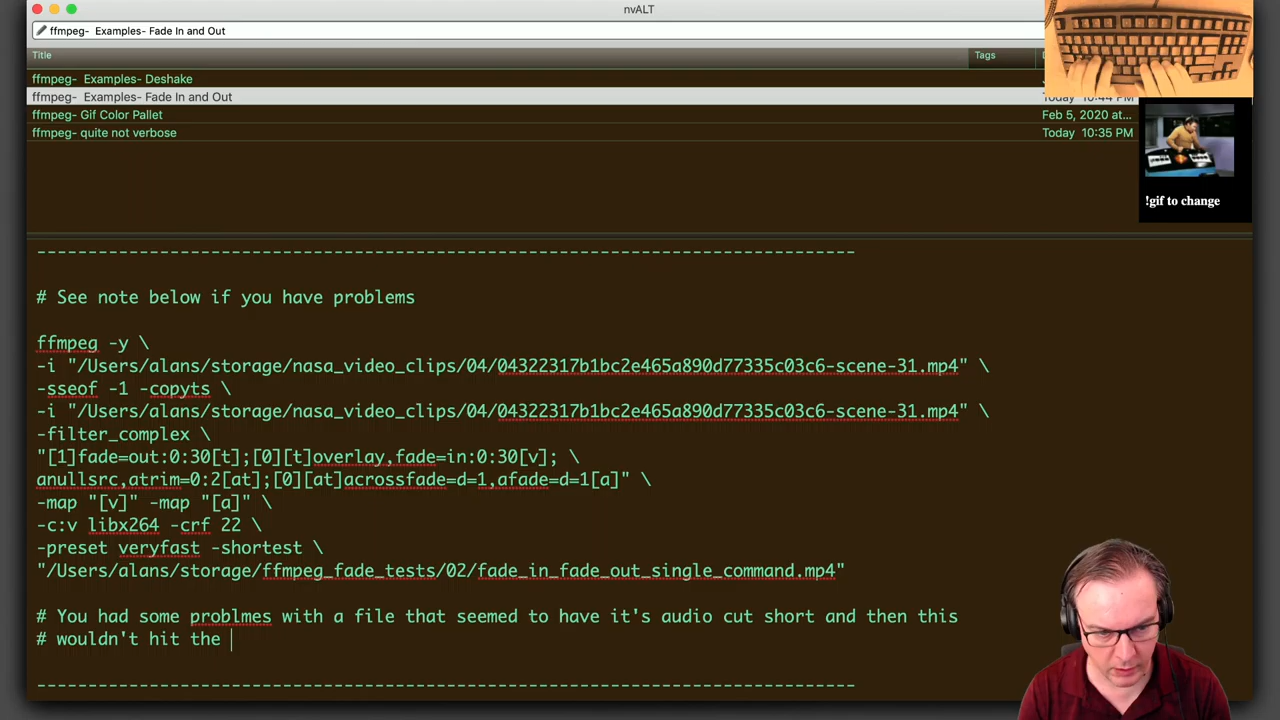 nvALT
ffmpeg-  Examples- Fade In and Out
Title
Tags
ffmpeg-  Examples- Deshake
ffmpeg-  Examples- Fade In and Out
Today  10:44 PM
ffmpeg- Gif Color Pallet
Feb 5, 2020 at...
ffmpeg- quite not verbose
Today  10:35 PM
!gif to change
--------------------------------------------------------------------------------
# See note below if you have problems
ffmpeg -y \
-i "/Users/alans/storage/nasa_video_clips/04/04322317b1bc2e465a890d77335c03c6-scene-31.mp4" \
-sseof -1 -copyts \
-i "/Users/alans/storage/nasa_video_clips/04/04322317b1bc2e465a890d77335c03c6-scene-31.mp4" \
-filter_complex \
"[1]fade=out:0:30[t];[0][t]overlay,fade=in:0:30[v]; \
anullsrc,atrim=0:2[at];[0][at]acrossfade=d=1,afade=d=1[a]" \
-map "[v]" -map "[a]" \
-c:v libx264 -crf 22 \
-preset veryfast -shortest \
"/Users/alans/storage/ffmpeg_fade_tests/02/fade_in_fade_out_single_command.mp4"
# You had some problmes with a file that seemed to have it's audio cut short and then this
# wouldn't hit the
--------------------------------------------------------------------------------